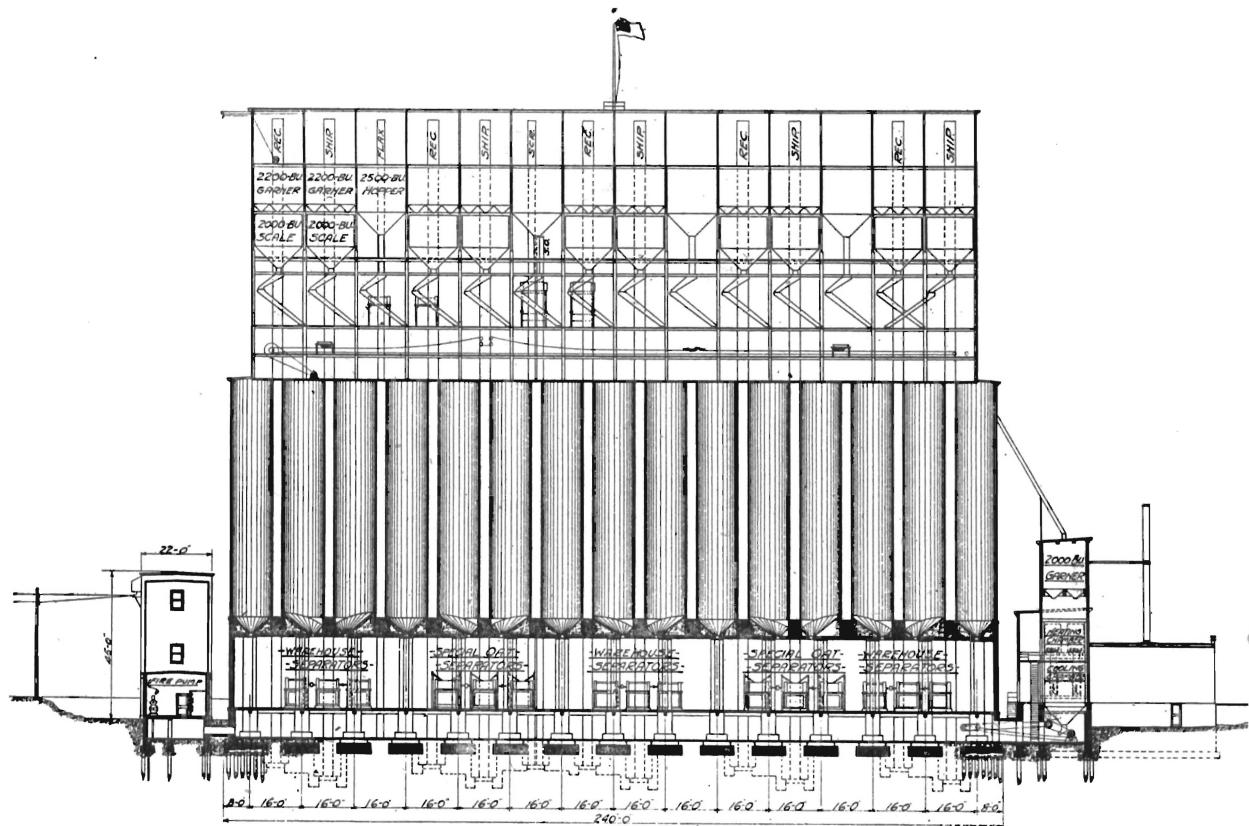 REC.
SHIP.
FLAX
REC
SHIP.
SCR.
REC
SHIP.
REC
SHIP.
REC.
SHIP.
2200-BU. 2200-BU. 2500-BU.
GARNER GARNER HOPPER
2000-BU 2000-BU
SCALE SCALE
S.O.
22'-0"
2000 BU.
GARNER
46'-0"
HEATING
COOLING
WAREHOUSE
SEPARATORS
SPECIAL OAT
SEPARATORS
WAREHOUSE
SEPARATORS
SPECIAL OAT
SEPARATORS
WAREHOUSE
SEPARATORS
FIRE PUMP
8'-0" 16'-0" 16'-0" 16'-0" 16'-0" 16'-0" 16'-0" 16'-0" 16'-0" 16'-0" 16'-0" 16'-0" 16'-0" 16'-0" 16'-0" 8'-0"
240'-0"